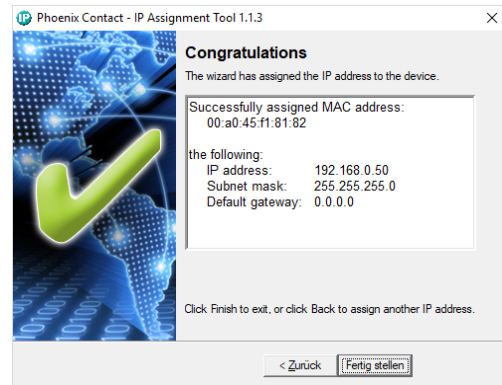 IP Phoenix Contact - IP Assignment Tool 1.1.3
Congratulations
The wizard has assigned the IP address to the device.
Successfully assigned MAC address:
00:a0:45:f1:81:82
the following:
IP address: 192.168.0.50
Subnet mask: 255.255.255.0
Default gateway: 0.0.0.0
Click Finish to exit, or click Back to assign another IP address.
< Zurück Fertig stellen